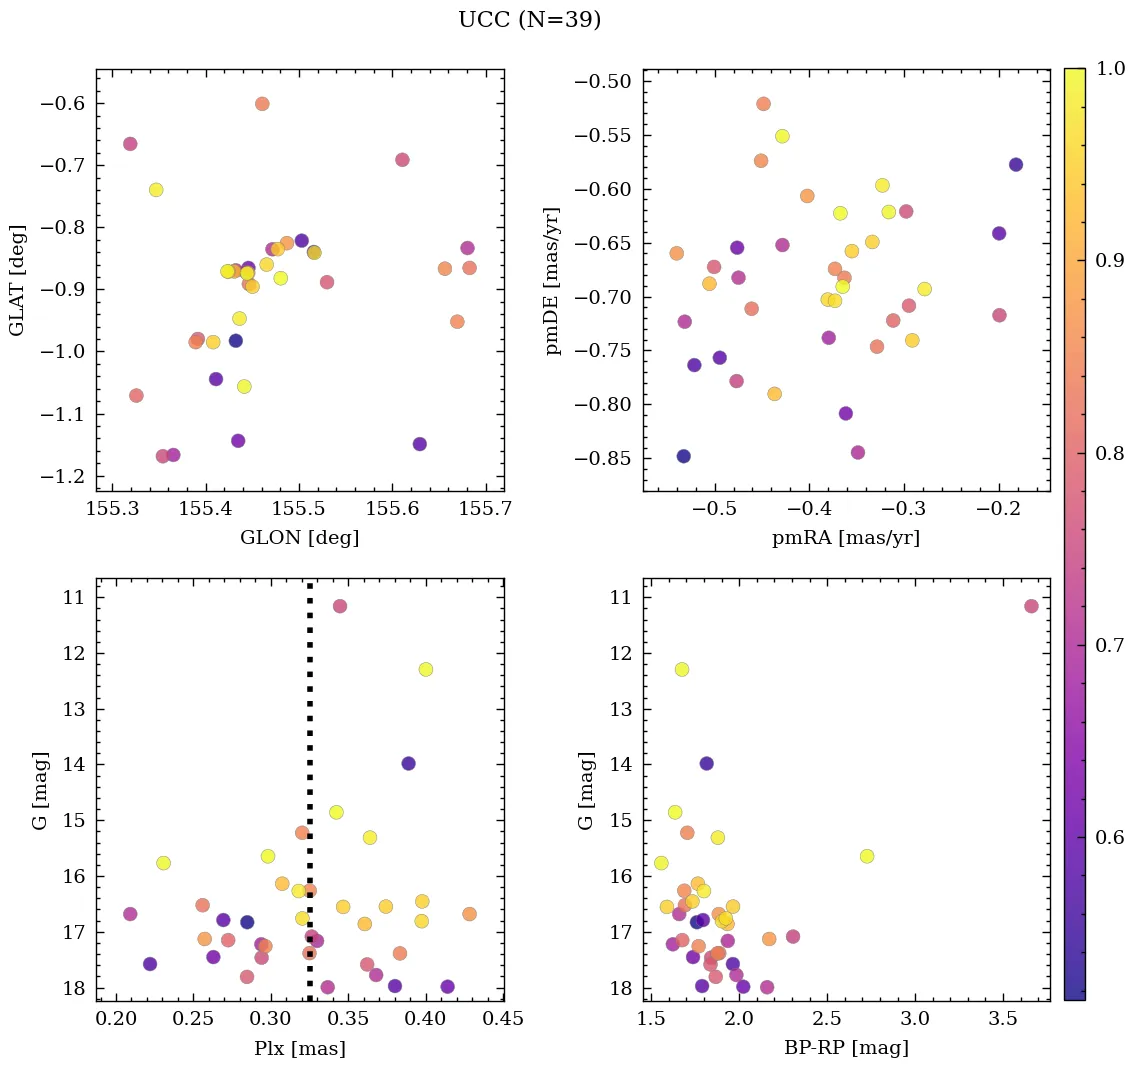 UCC (N=39)
−0.6
−0.7
−0.8
−0.9
−1.0
−1.1
−1.2
GLAT [deg]
155.3 155.4 155.5 155.6 155.7
GLON [deg]
−0.50
−0.55
−0.60
−0.65
−0.70
−0.75
−0.80
−0.85
pmDE [mas/yr]
−0.5 −0.4 −0.3 −0.2
pmRA [mas/yr]
11
12
13
14
15
16
17
18
G [mag]
0.20 0.25 0.30 0.35 0.40 0.45
Plx [mas]
11
12
13
14
15
16
17
18
G [mag]
1.5 2.0 2.5 3.0 3.5
BP-RP [mag]
1.0
0.9
0.8
0.7
0.6